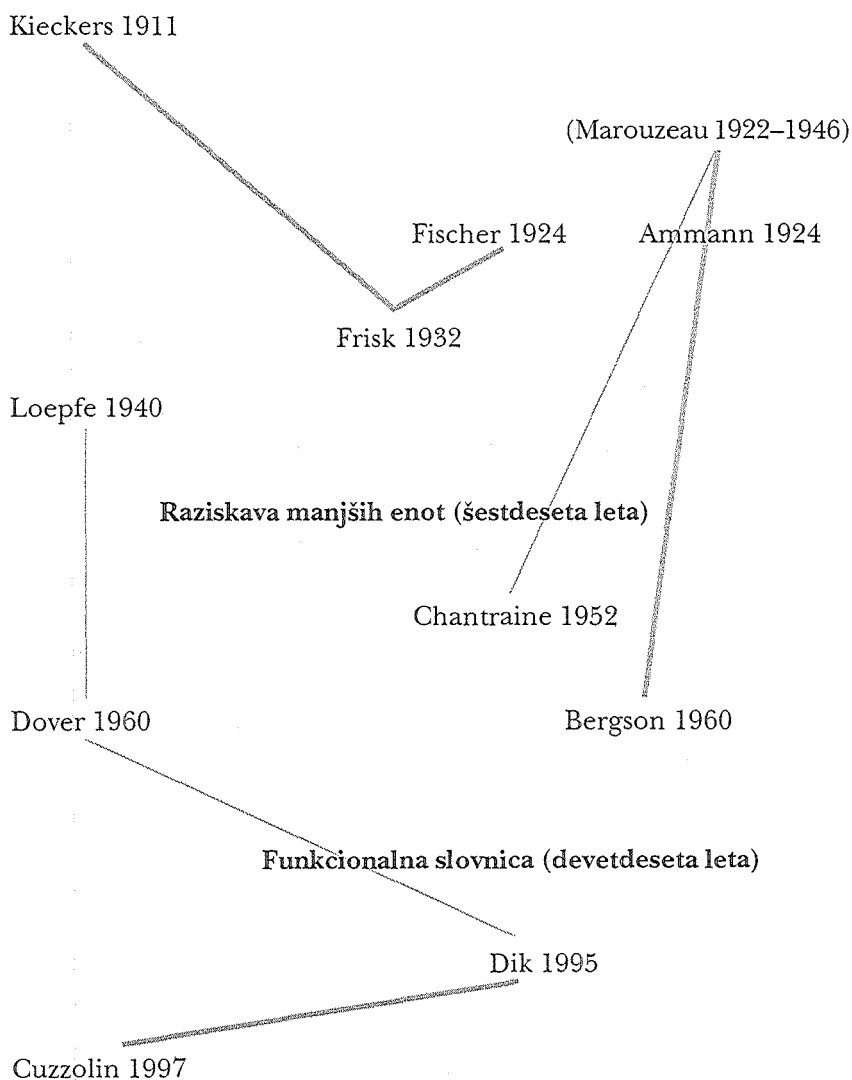 Kieckers 1911
(Marouzeau 1922–1946)
Fischer 1924
Ammann 1924
Frisk 1932
Loepfe 1940
Raziskava manjših enot (šestdeseta leta)
Chantraine 1952
Dover 1960
Bergson 1960
Funkcionalna slovnica (devetdeseta leta)
Dik 1995
Cuzzolin 1997